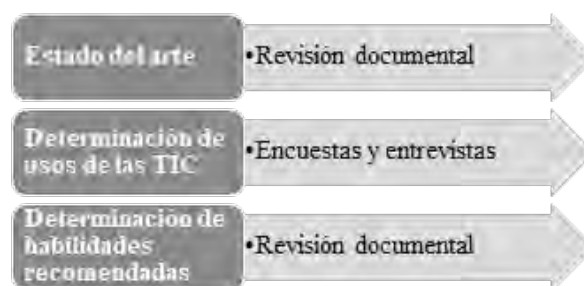 Estado del arte
•Revisión documental
Determinación de
usos de las TIC
•Encuestas y entrevistas
Determinación de
habilidades
recomendadas
•Revisión documental